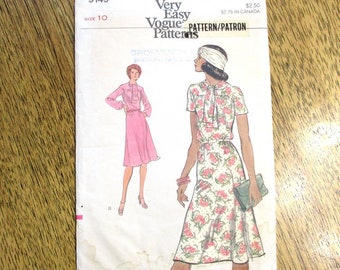 Very Easy
Vogue
Patterns
PATTERN/PATRON
SIZE 10
$2.50
$2.75 IN CANADA